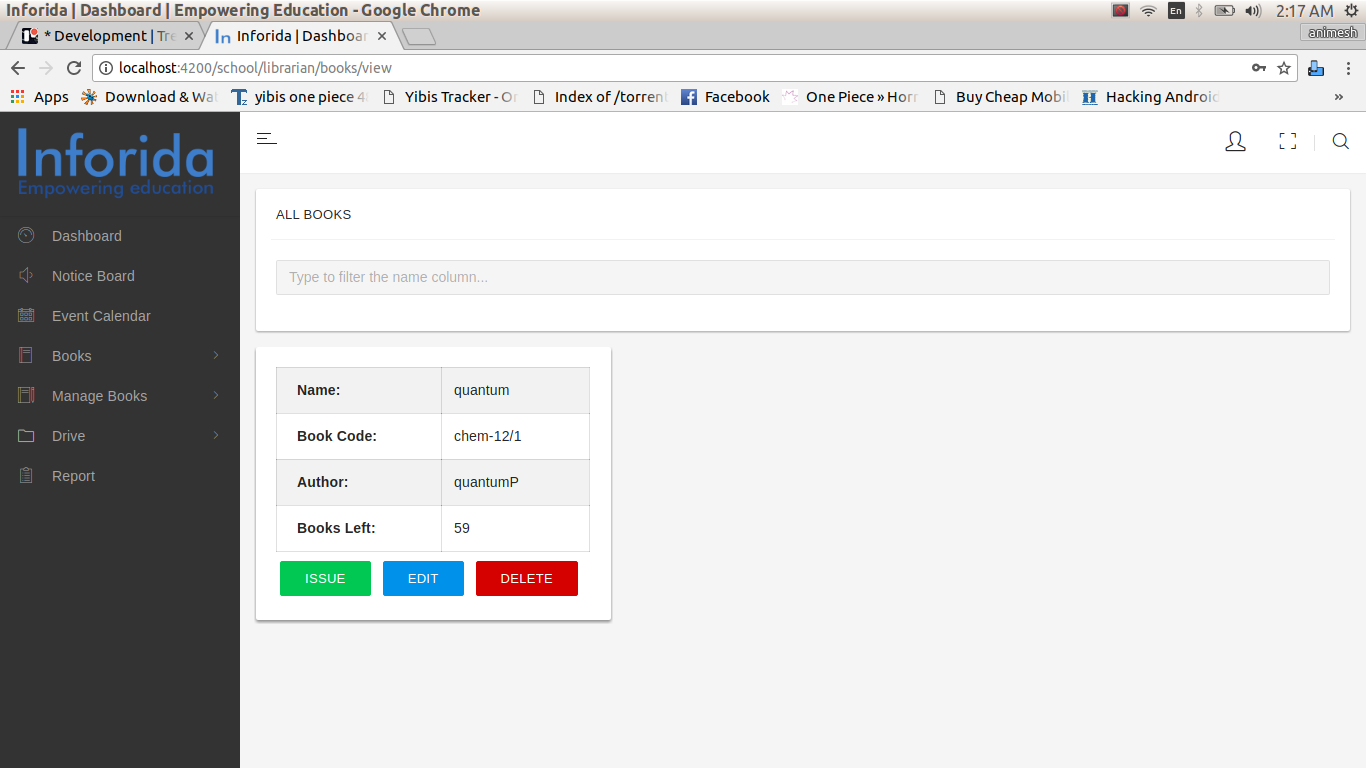 Inforida | Dashboard | Empowering Education - Google Chrome
En
2:17 AM
* Development | Tre
Inforida | Dashboar
animesh
localhost:4200/school/librarian/books/view
Apps
Download & Wat
yibis one piece 4
Yibis Tracker - On
Index of /torrent
Facebook
One Piece » Horr
Buy Cheap Mobil
Hacking Android
»
Inforida
Empowering education
Dashboard
Notice Board
Event Calendar
Books
Manage Books
Drive
Report
ALL BOOKS
Type to filter the name column...
Name: quantum
Book Code: chem-12/1
Author: quantumP
Books Left: 59
ISSUE EDIT DELETE